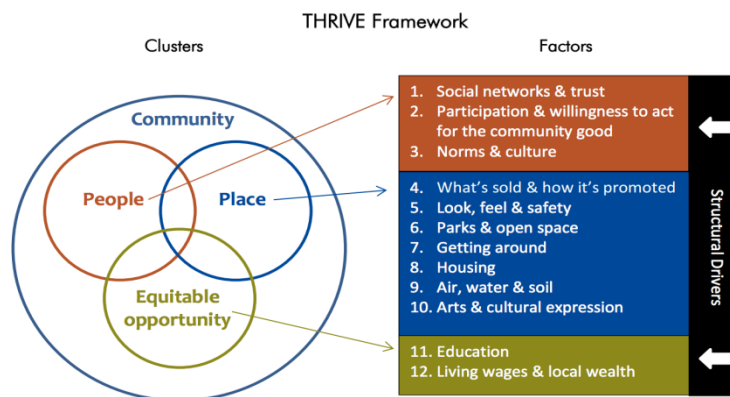 THRIVE Framework
Clusters
Factors
Community
People
Place
Equitable
opportunity
1. Social networks & trust
2. Participation & willingness to act
for the community good
3. Norms & culture
4. What's sold & how it's promoted
5. Look, feel & safety
6. Parks & open space
7. Getting around
8. Housing
9. Air, water & soil
10. Arts & cultural expression
11. Education
12. Living wages & local wealth
Structural Drivers